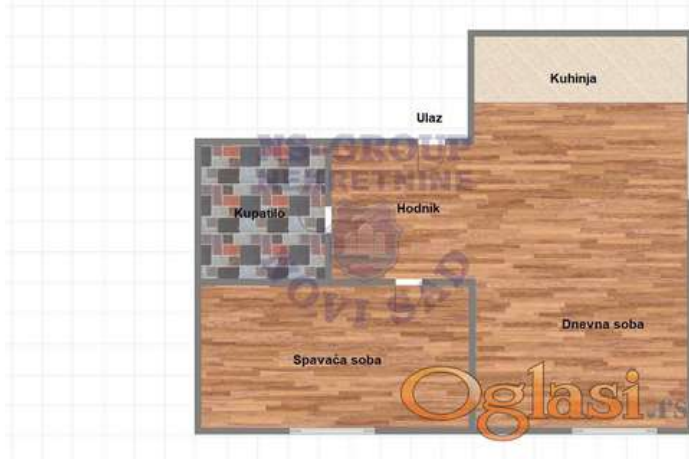 Kuhinja
Ulaz
NS-GROUP
NEKRETNINE
Kupatilo
Hodnik
NOVI SAD
Dnevna soba
Spavaća soba
Oglasi.rs